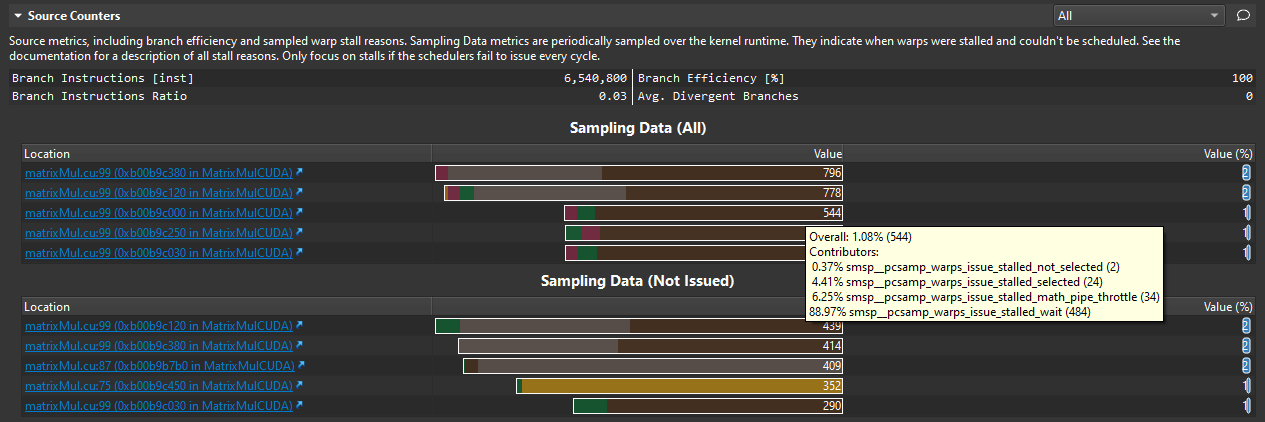 Source Counters
All
Source metrics, including branch efficiency and sampled warp stall reasons. Sampling Data metrics are periodically sampled over the kernel runtime. They indicate when warps were stalled and couldn't be scheduled. See the
documentation for a description of all stall reasons. Only focus on stalls if the schedulers fail to issue every cycle.
Branch Instructions [inst] 6,540,800 Branch Efficiency [%] 100
Branch Instructions Ratio 0.03 Avg. Divergent Branches 0
Sampling Data (All)
Location Value Value (%)
matrixMul.cu:99 (0xb00b9c380 in MatrixMulCUDA) 796 2
matrixMul.cu:99 (0xb00b9c120 in MatrixMulCUDA) 778 2
matrixMul.cu:99 (0xb00b9c000 in MatrixMulCUDA) 544 1
matrixMul.cu:99 (0xb00b9c250 in MatrixMulCUDA) 1
matrixMul.cu:99 (0xb00b9c030 in MatrixMulCUDA) 1
Overall: 1.08% (544)
Contributors:
0.37% smsp__pcsamp_warps_issue_stalled_not_selected (2)
4.41% smsp__pcsamp_warps_issue_stalled_selected (24)
6.25% smsp__pcsamp_warps_issue_stalled_math_pipe_throttle (34)
88.97% smsp__pcsamp_warps_issue_stalled_wait (484)
Sampling Data (Not Issued)
Location Value (%)
matrixMul.cu:99 (0xb00b9c120 in MatrixMulCUDA) 439 2
matrixMul.cu:99 (0xb00b9c380 in MatrixMulCUDA) 414 2
matrixMul.cu:87 (0xb00b9b7b0 in MatrixMulCUDA) 409 2
matrixMul.cu:75 (0xb00b9c450 in MatrixMulCUDA) 352 1
matrixMul.cu:99 (0xb00b9c030 in MatrixMulCUDA) 290 1